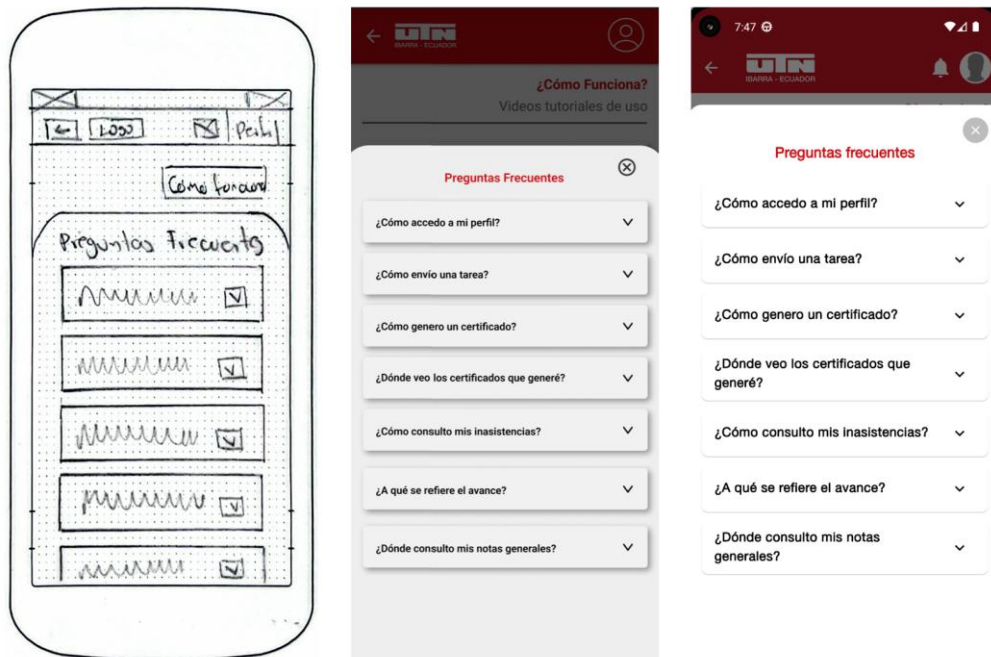 LOGO
Perfil
Cómo funciona
Preguntas Frecuentes
UTN
IBARRA - ECUADOR
¿Cómo Funciona?
Videos tutoriales de uso
Preguntas Frecuentes
¿Cómo accedo a mi perfil?
¿Cómo envío una tarea?
¿Cómo genero un certificado?
¿Dónde veo los certificados que generé?
¿Cómo consulto mis inasistencias?
¿A qué se refiere el avance?
¿Dónde consulto mis notas generales?
7:47
UTN
IBARRA - ECUADOR
Preguntas frecuentes
¿Cómo accedo a mi perfil?
¿Cómo envío una tarea?
¿Cómo genero un certificado?
¿Dónde veo los certificados que
generé?
¿Cómo consulto mis inasistencias?
¿A qué se refiere el avance?
¿Dónde consulto mis notas
generales?